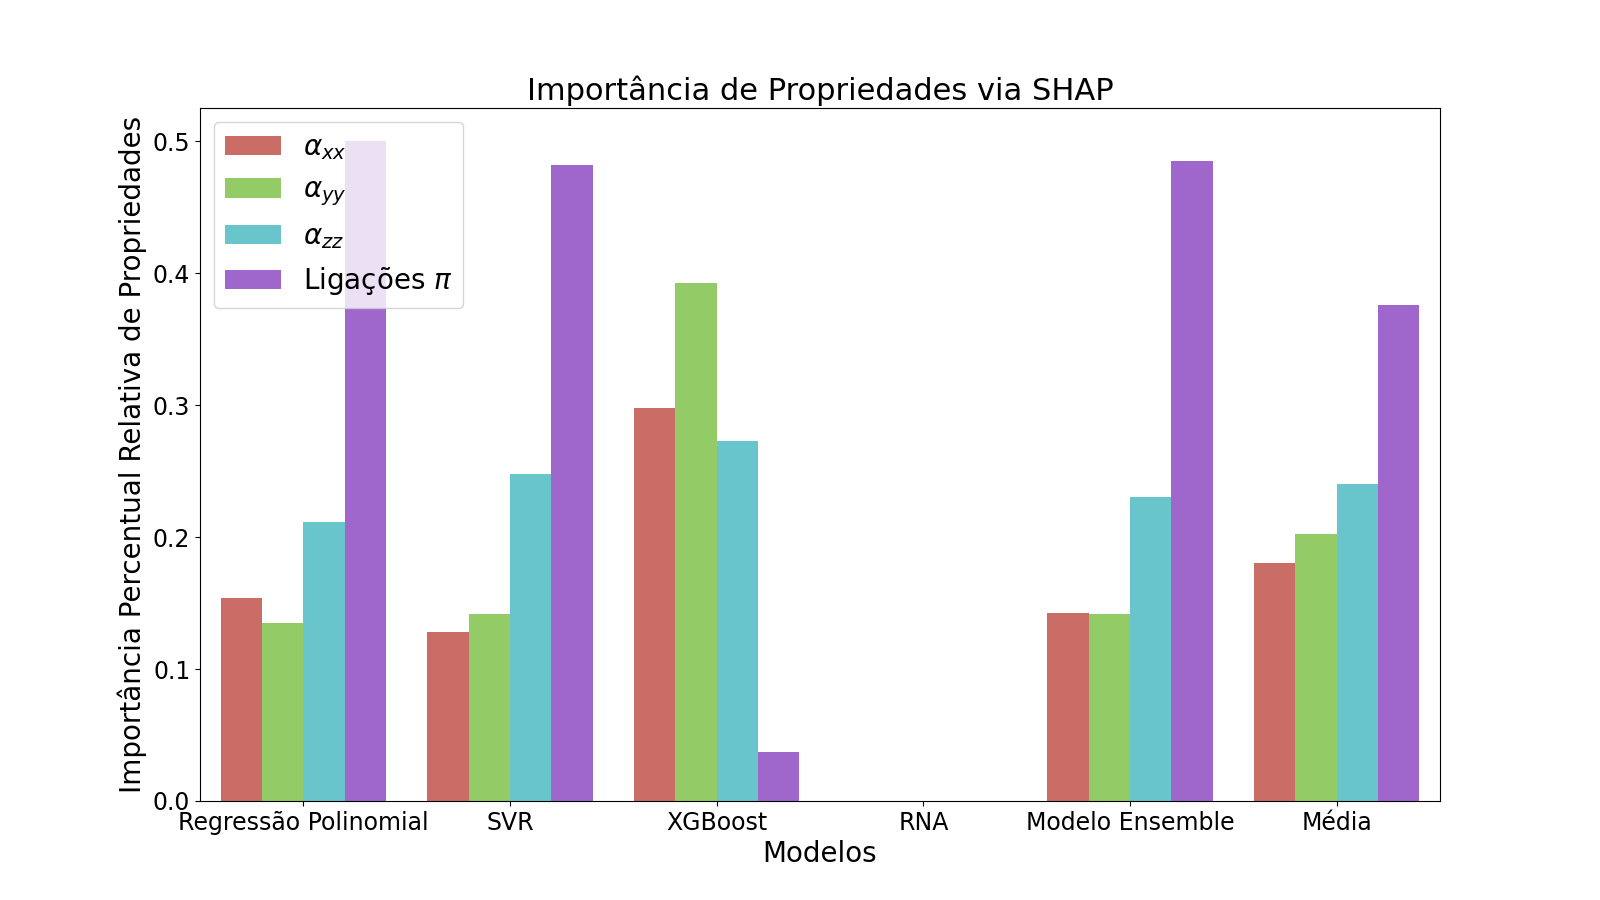 Importância de Propriedades via SHAP
Importância Percentual Relativa de Propriedades
0.5
0.4
0.3
0.2
0.1
0.0
αxx
αyy
αzz
Ligações π
Regressão Polinomial
SVR
XGBoost
RNA
Modelo Ensemble
Média
Modelos